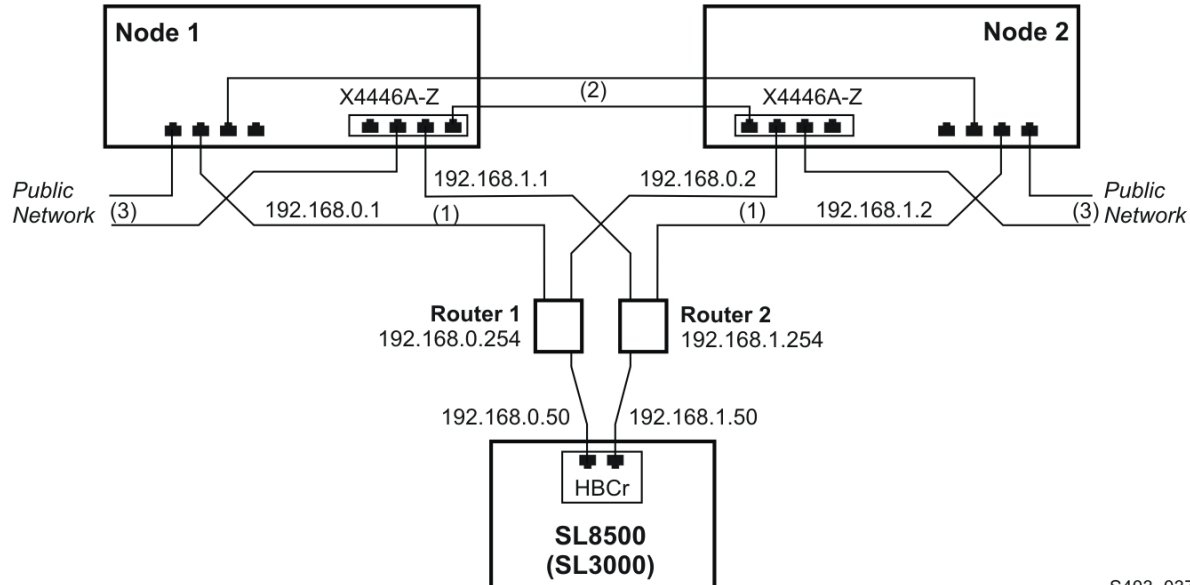 Node 1
Node 2
X4446A-Z
(2)
X4446A-Z
Public
Network
(3)
192.168.1.1
192.168.0.2
192.168.0.1
(1)
(1)
192.168.1.2
(3)
Public
Network
Router 1
192.168.0.254
Router 2
192.168.1.254
192.168.0.50
192.168.1.50
HBCr
SL8500
(SL3000)